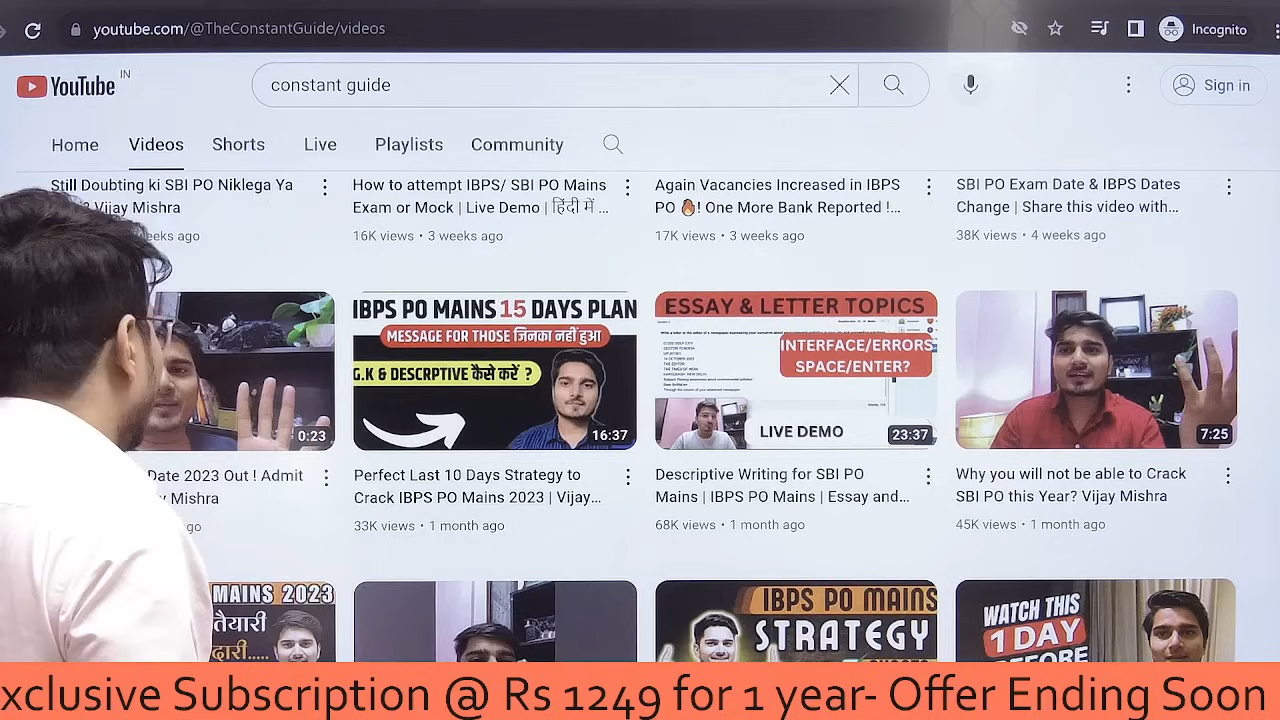 youtube.com/@TheConstantGuide/videos
Incognito
YouTube IN
constant guide
Sign in
Home Videos Shorts Live Playlists Community
Still Doubting ki SBI PO Niklega Ya
? Vijay Mishra
eeks ago
How to attempt IBPS/ SBI PO Mains
Exam or Mock | Live Demo | हिंदी में ...
16K views • 3 weeks ago
Again Vacancies Increased in IBPS
PO 🔥! One More Bank Reported !...
17K views • 3 weeks ago
SBI PO Exam Date & IBPS Dates
Change | Share this video with...
38K views • 4 weeks ago
0:23
IBPS PO MAINS 15 DAYS PLAN
MESSAGE FOR THOSE जिनका नहीं हुआ
G.K & DESCRPTIVE कैसे करें ?
16:37
ESSAY & LETTER TOPICS
INTERFACE/ERRORS
SPACE/ENTER?
LIVE DEMO
23:37
7:25
Date 2023 Out ! Admit
y Mishra
go
Perfect Last 10 Days Strategy to
Crack IBPS PO Mains 2023 | Vijay...
33K views • 1 month ago
Descriptive Writing for SBI PO
Mains | IBPS PO Mains | Essay and...
68K views • 1 month ago
Why you will not be able to Crack
SBI PO this Year? Vijay Mishra
45K views • 1 month ago
MAINS 2023
तैयारी
दारी.....
IBPS PO MAINS
STRATEGY
WATCH THIS
1 DAY
BEFORE
xclusive Subscription @ Rs 1249 for 1 year- Offer Ending Soon